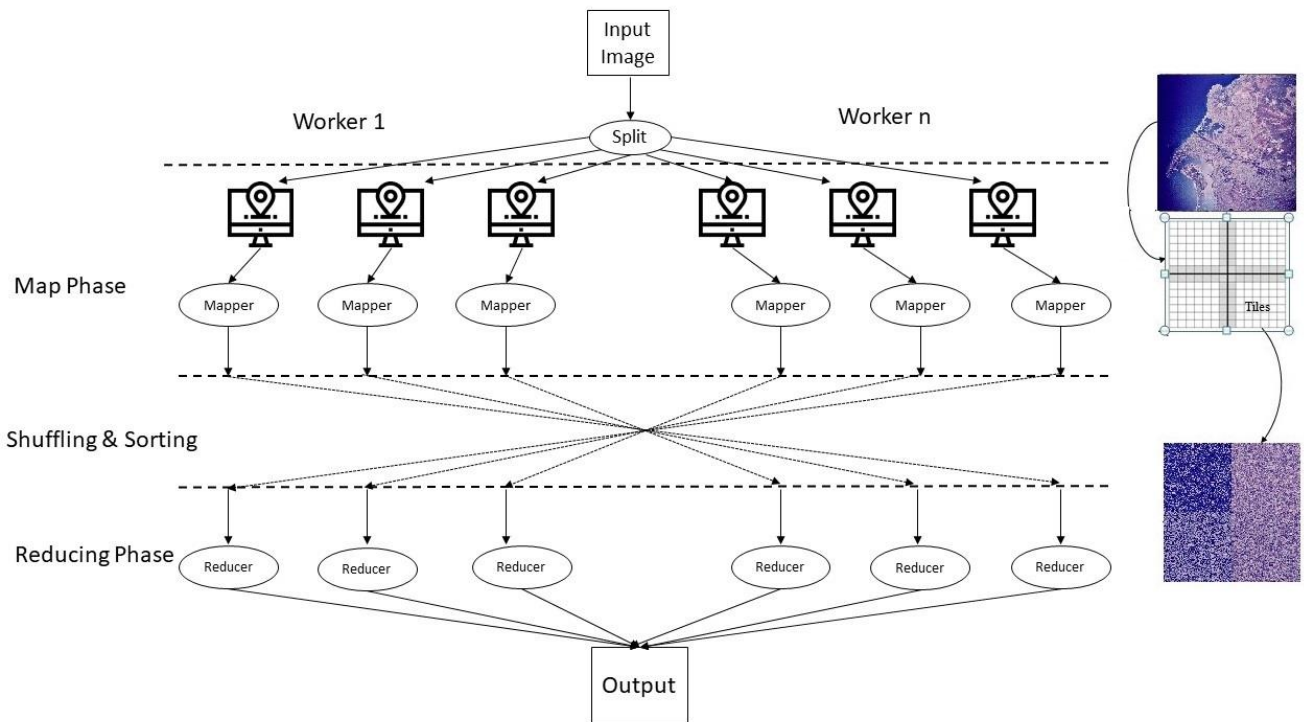 Input
Image
Worker 1
Worker n
Split
Map Phase
Mapper
Mapper
Mapper
Mapper
Mapper
Mapper
Tiles
Shuffling & Sorting
Reducing Phase
Reducer
Reducer
Reducer
Reducer
Reducer
Reducer
Output